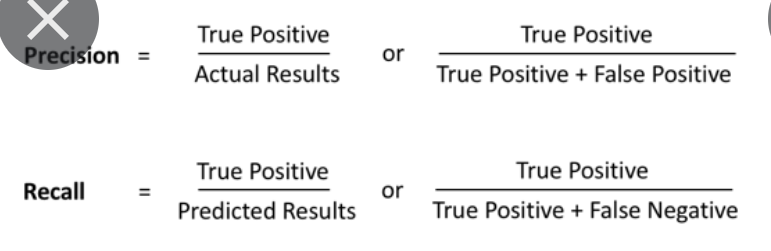 Precision = True Positive / Actual Results or True Positive / True Positive + False Positive
Recall = True Positive / Predicted Results or True Positive / True Positive + False Negative